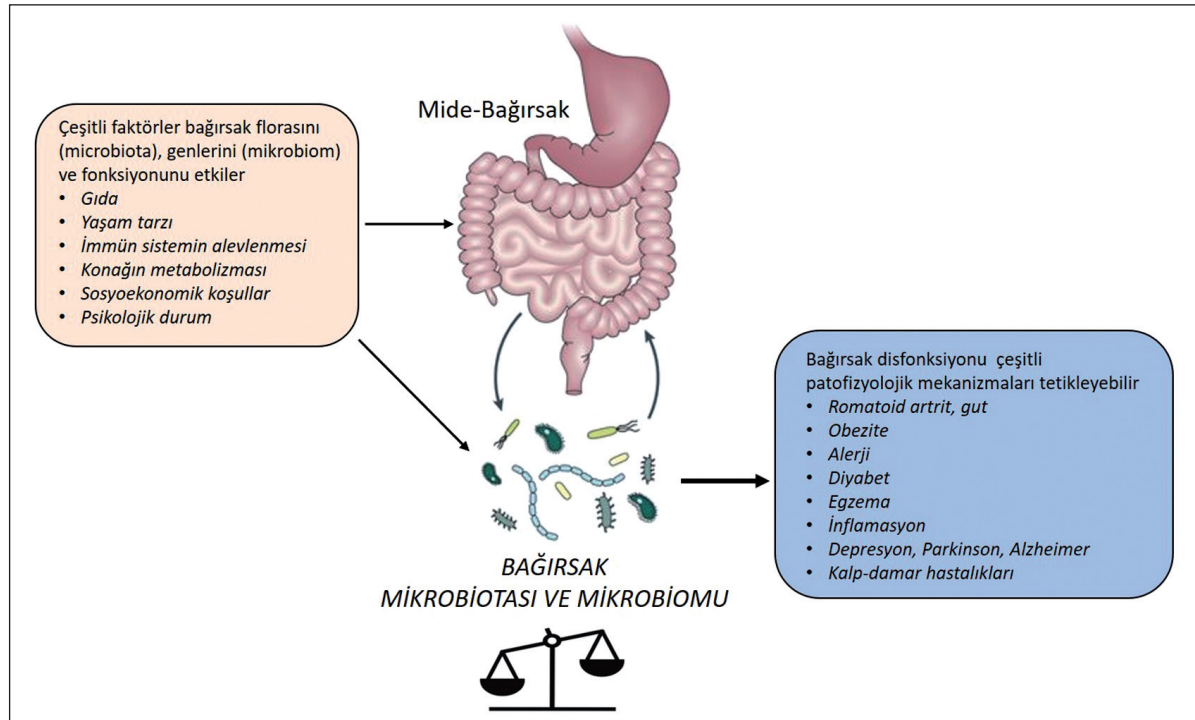 Mide-Bağırsak
Çeşitli faktörler bağırsak florasını
(microbiota), genlerini (mikrobiom)
ve fonksiyonunu etkiler
• Gıda
• Yaşam tarzı
• İmmün sistemin alevlenmesi
• Konağın metabolizması
• Sosyoekonomik koşullar
• Psikolojik durum
Bağırsak disfonksiyonu çeşitli
patofizyolojik mekanizmaları tetikleyebilir
• Romatoid artrit, gut
• Obezite
• Alerji
• Diyabet
• Egzema
• İnflamasyon
• Depresyon, Parkinson, Alzheimer
• Kalp-damar hastalıkları
BAĞIRSAK
MİKROBİOTASI VE MİKROBİOMU